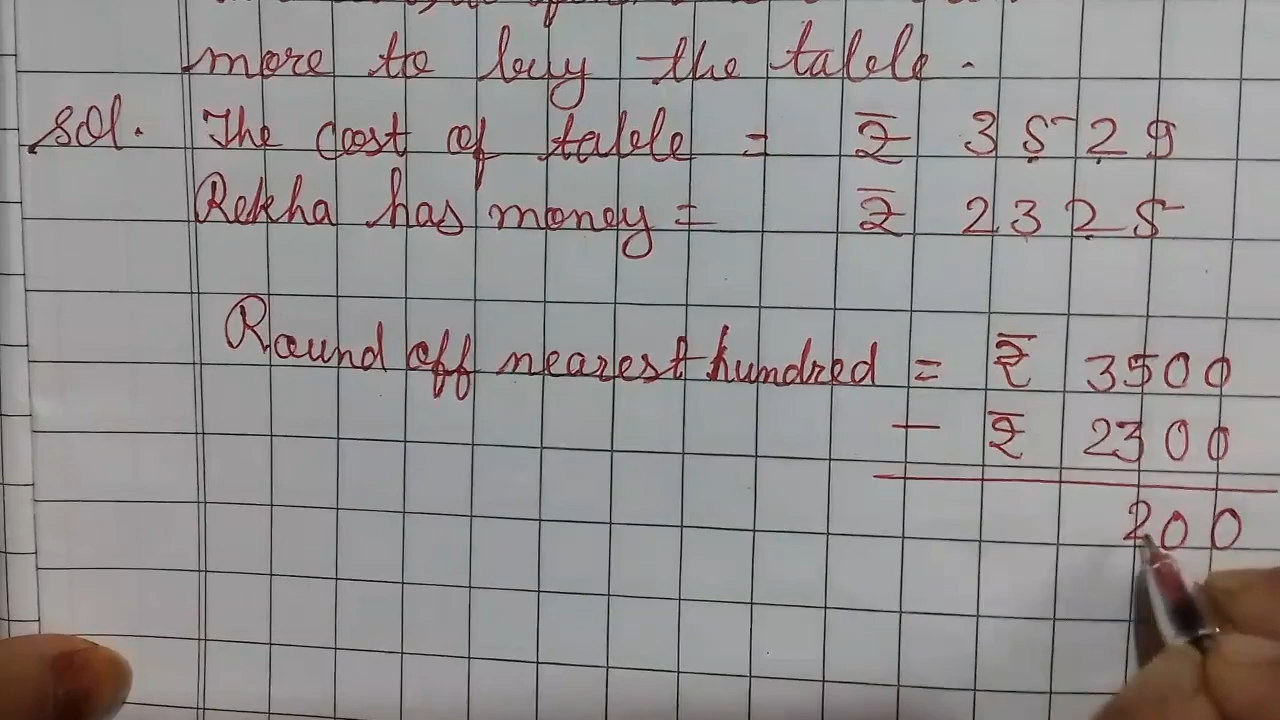 more to buy the table.
Sol. The cost of table = ₹ 3529
Rekha has money = ₹ 2325
Round off nearest hundred = ₹ 3500
- ₹ 2300
200